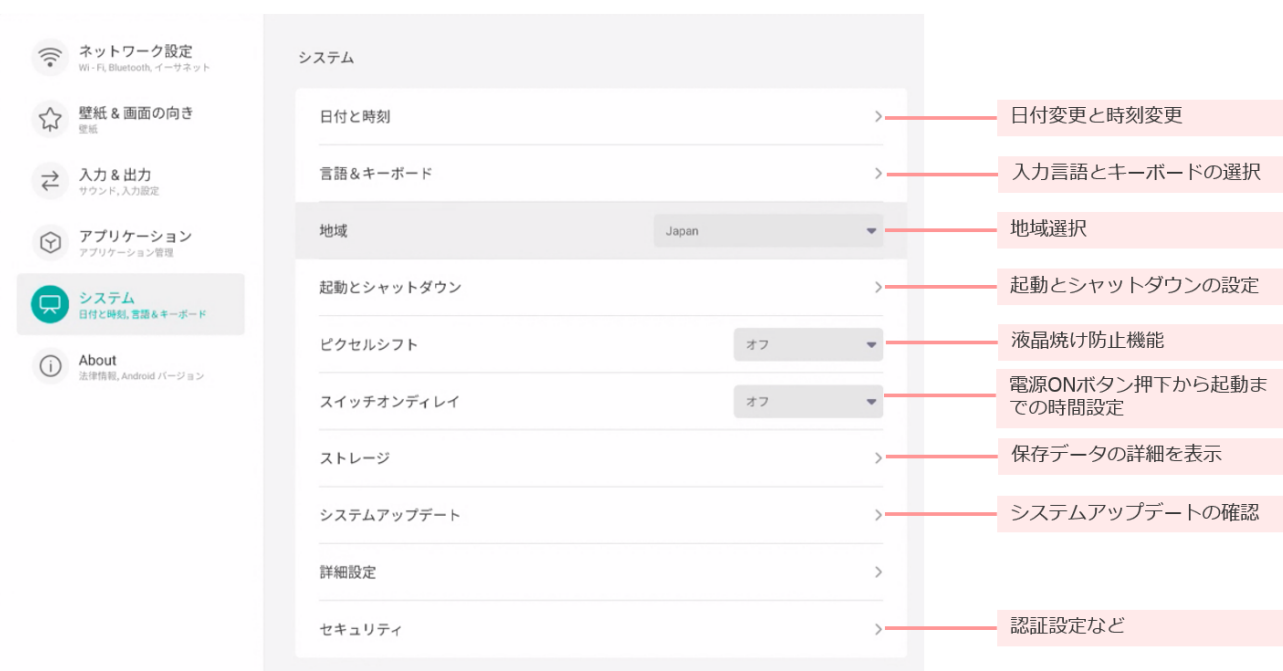 ネットワーク設定
Wi - Fi, Bluetooth, イーサネット
壁紙 & 画面の向き
壁紙
入力 & 出力
サウンド, 入力設定
アプリケーション
アプリケーション管理
システム
日付と時刻, 言語 & キーボード
About
法律情報, Android バージョン
システム
日付と時刻
日付変更と時刻変更
言語＆キーボード
入力言語とキーボードの選択
地域
Japan
地域選択
起動とシャットダウン
起動とシャットダウンの設定
ピクセルシフト
オフ
液晶焼け防止機能
スイッチオンディレイ
オフ
電源ONボタン押下から起動ま
での時間設定
ストレージ
保存データの詳細を表示
システムアップデート
システムアップデートの確認
詳細設定
セキュリティ
認証設定など